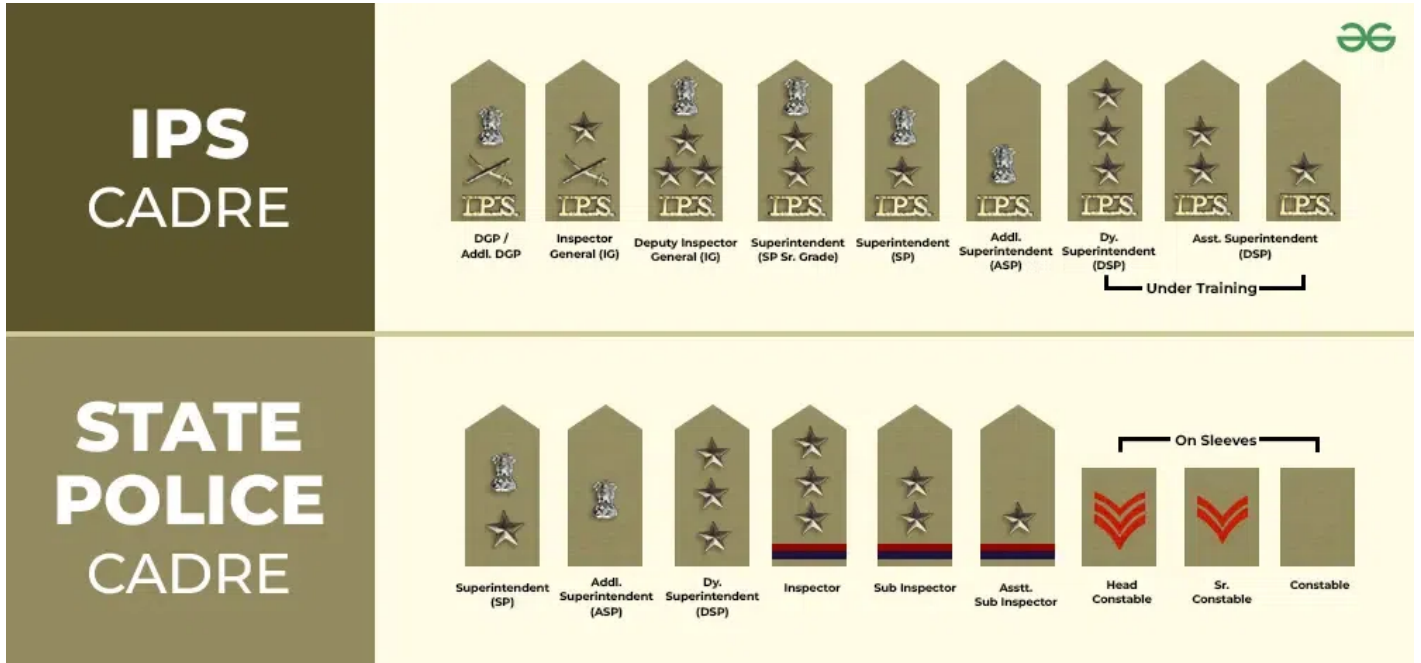 IPS
CADRE
I.P.S.
I.P.S.
I.P.S.
I.P.S.
I.P.S.
I.P.S.
I.P.S.
I.P.S.
I.P.S.
DGP /
Addl. DGP
Inspector
General (IG)
Deputy Inspector
General (IG)
Superintendent
(SP Sr. Grade)
Superintendent
(SP)
Addl.
Superintendent
(ASP)
Dy.
Superintendent
(DSP)
Asst. Superintendent
(DSP)
Under Training
STATE
POLICE
CADRE
On Sleeves
Superintendent
(SP)
Addl.
Superintendent
(ASP)
Dy.
Superintendent
(DSP)
Inspector
Sub Inspector
Asstt.
Sub Inspector
Head
Constable
Sr.
Constable
Constable